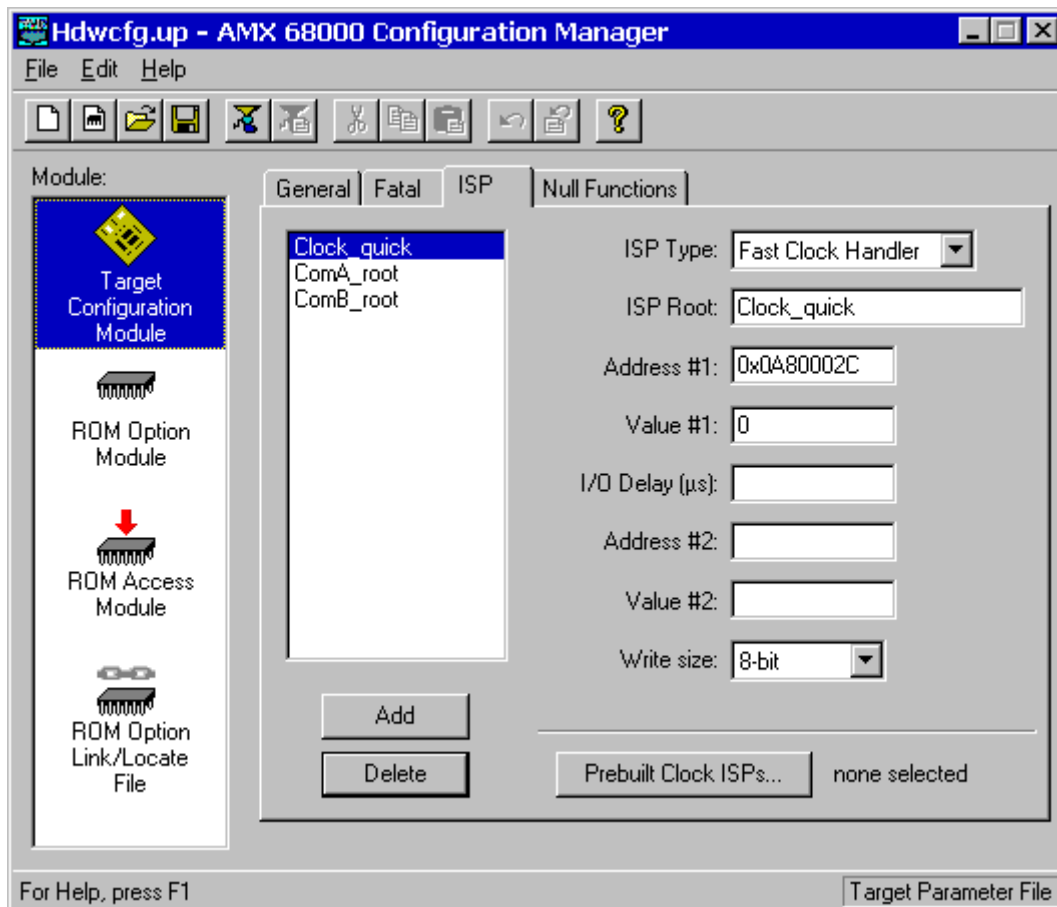 Hdwcfg.up - AMX 68000 Configuration Manager
File Edit Help
Module:
Target
Configuration
Module
ROM Option
Module
ROM Access
Module
ROM Option
Link/Locate
File
General Fatal ISP Null Functions
Clock_quick
ComA_root
ComB_root
Add
Delete
ISP Type: Fast Clock Handler
ISP Root: Clock_quick
Address #1: 0x0A80002C
Value #1: 0
I/O Delay (µs):
Address #2:
Value #2:
Write size: 8-bit
Prebuilt Clock ISPs... none selected
For Help, press F1 Target Parameter File